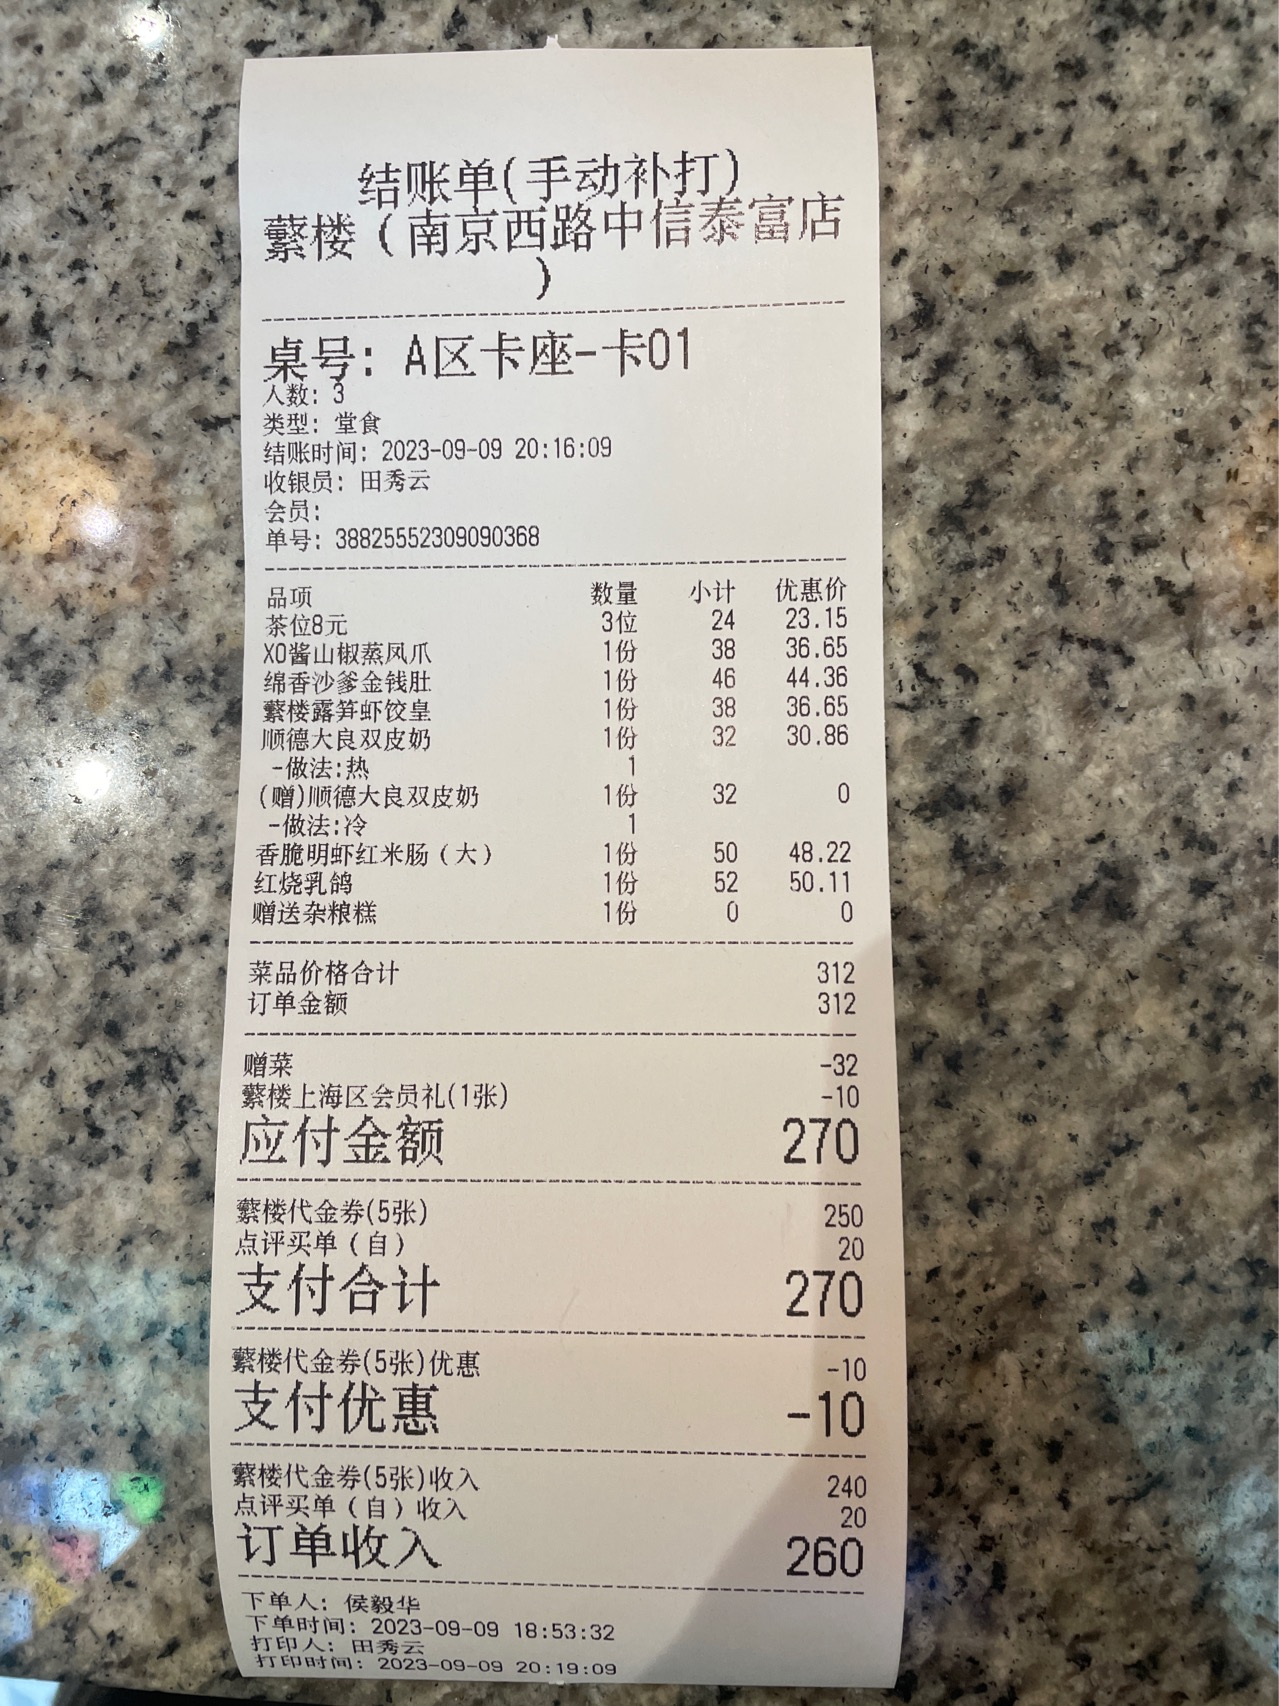 结账单(手动补打)
蘩楼（南京西路中信泰富店
）
桌号: A区卡座-卡01
人数: 3
类型: 堂食
结账时间: 2023-09-09 20:16:09
收银员: 田秀云
会员:
单号: 38825552309090368
品项 数量 小计 优惠价
茶位8元 3位 24 23.15
XO酱山椒蒸凤爪 1份 38 36.65
绵香沙爹金钱肚 1份 46 44.36
蘩楼露笋虾饺皇 1份 38 36.65
顺德大良双皮奶 1份 32 30.86
-做法:热 1
(赠)顺德大良双皮奶 1份 32 0
-做法:冷 1
香脆明虾红米肠（大） 1份 50 48.22
红烧乳鸽 1份 52 50.11
赠送杂粮糕 1份 0 0
菜品价格合计 312
订单金额 312
赠菜 -32
蘩楼上海区会员礼(1张) -10
应付金额 270
蘩楼代金券(5张) 250
点评买单（自） 20
支付合计 270
蘩楼代金券(5张)优惠 -10
支付优惠 -10
蘩楼代金券(5张)收入 240
点评买单（自）收入 20
订单收入 260
下单人: 侯毅华
下单时间: 2023-09-09 18:53:32
打印人: 田秀云
打印时间: 2023-09-09 20:19:09